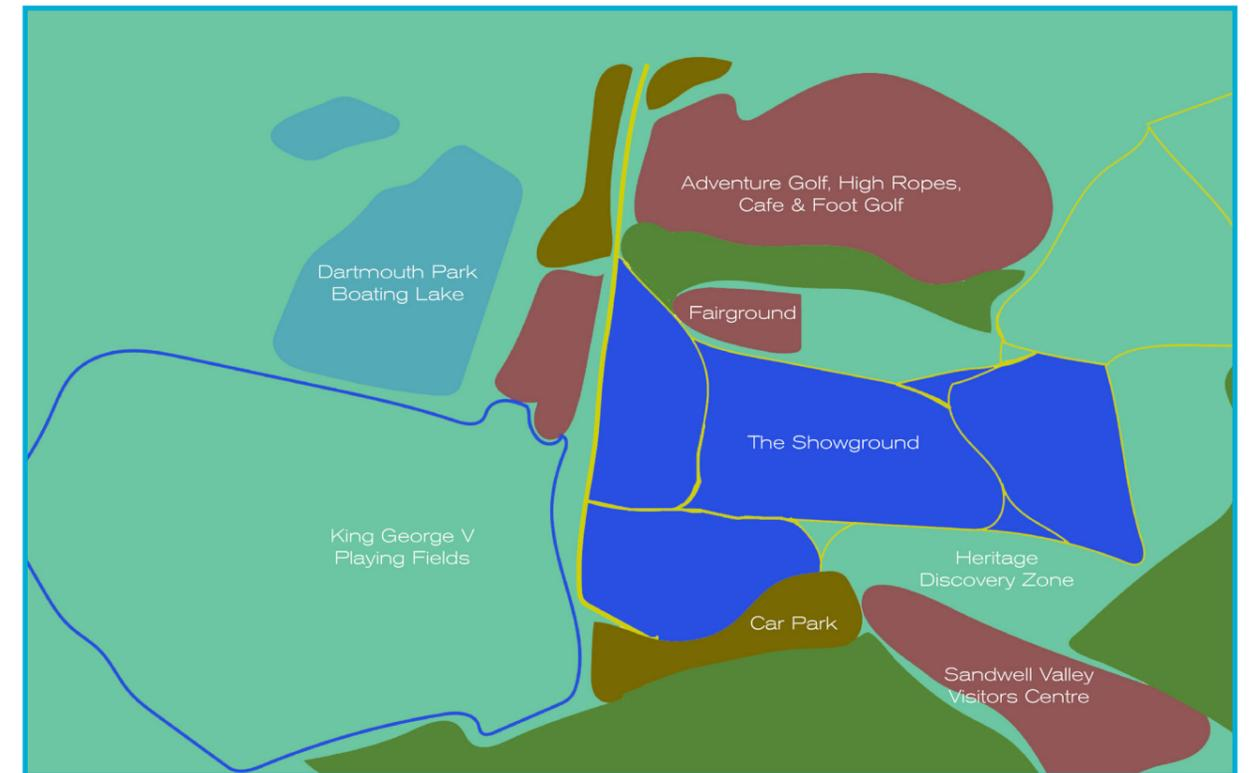 Adventure Golf, High Ropes,
Cafe & Foot Golf
Dartmouth Park
Boating Lake
Fairground
The Showground
King George V
Playing Fields
Heritage
Discovery Zone
Car Park
Sandwell Valley
Visitors Centre